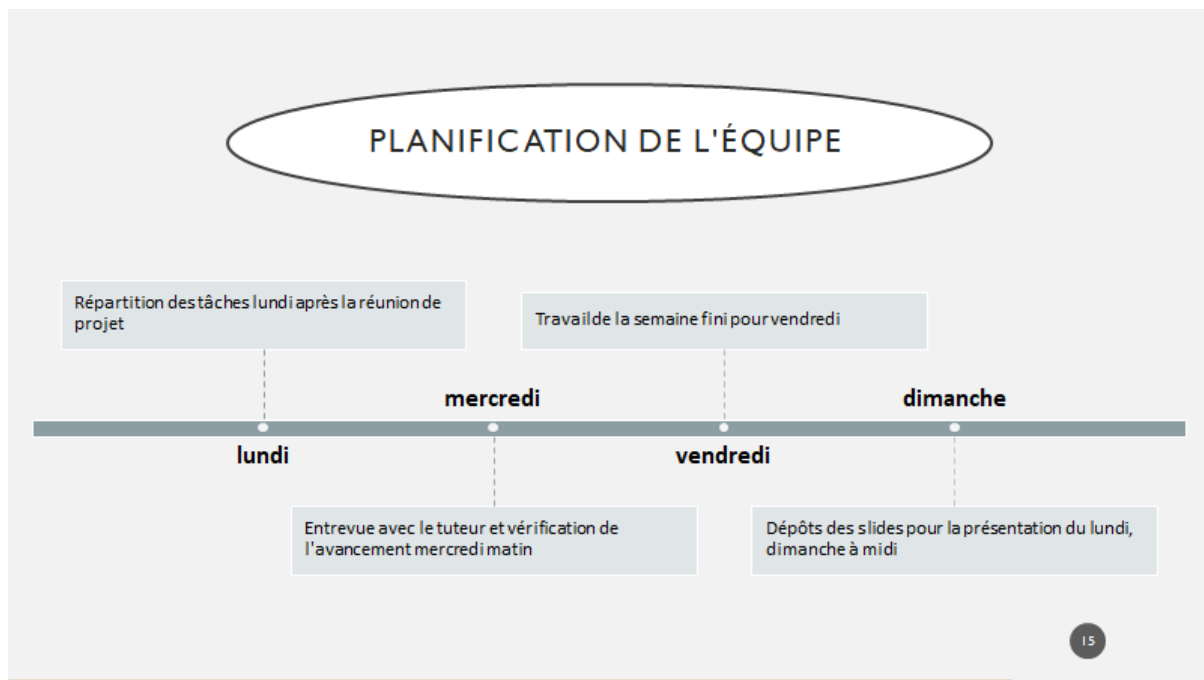 PLANIFICATION DE L'ÉQUIPE
Répartition des tâches lundi après la réunion de
projet
Travail de la semaine fini pour vendredi
mercredi
dimanche
lundi
vendredi
Entrevue avec le tuteur et vérification de
l'avancement mercredi matin
Dépôts des slides pour la présentation du lundi,
dimanche à midi
15